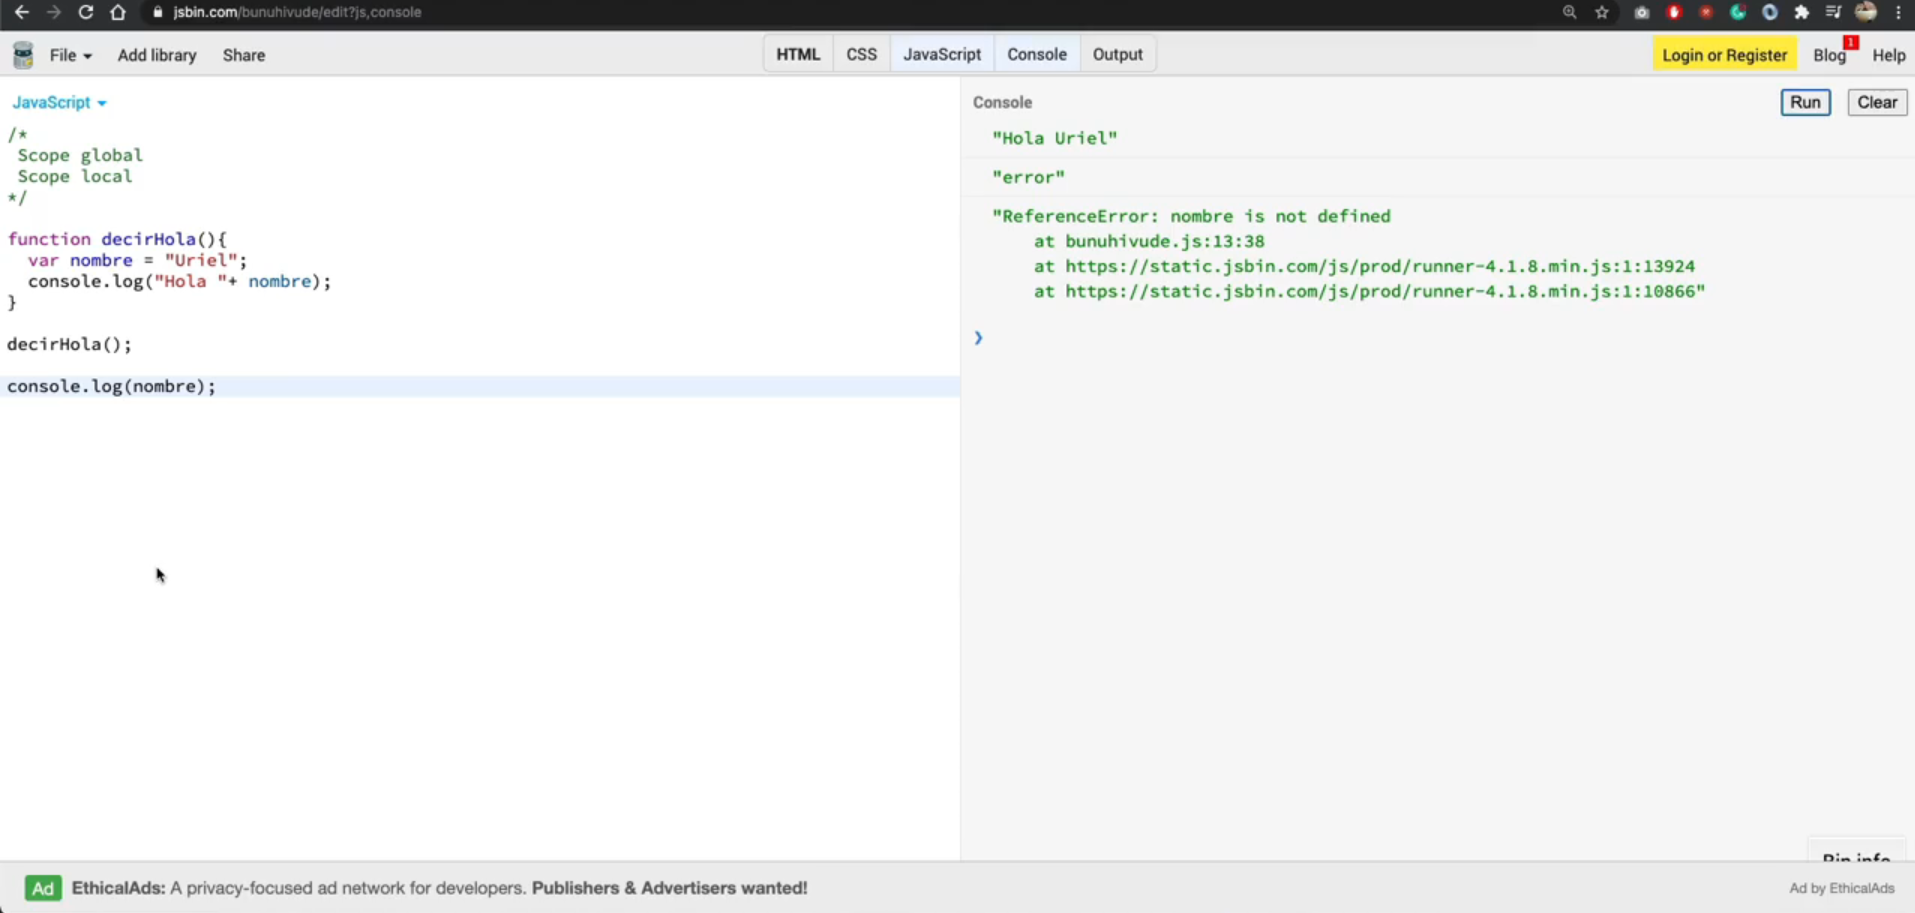 jsbin.com/bunuhivude/edit?js,console
File Add library Share HTML CSS JavaScript Console Output Login or Register Blog 1 Help
JavaScript
/*
Scope global
Scope local
*/
function decirHola(){
var nombre = "Uriel";
console.log("Hola "+ nombre);
}
decirHola();
console.log(nombre);
Console Run Clear
"Hola Uriel"
"error"
"ReferenceError: nombre is not defined
at bunuhivude.js:13:38
at https://static.jsbin.com/js/prod/runner-4.1.8.min.js:1:13924
at https://static.jsbin.com/js/prod/runner-4.1.8.min.js:1:10866"
Bin info
Ad EthicalAds: A privacy-focused ad network for developers. Publishers & Advertisers wanted! Ad by EthicalAds